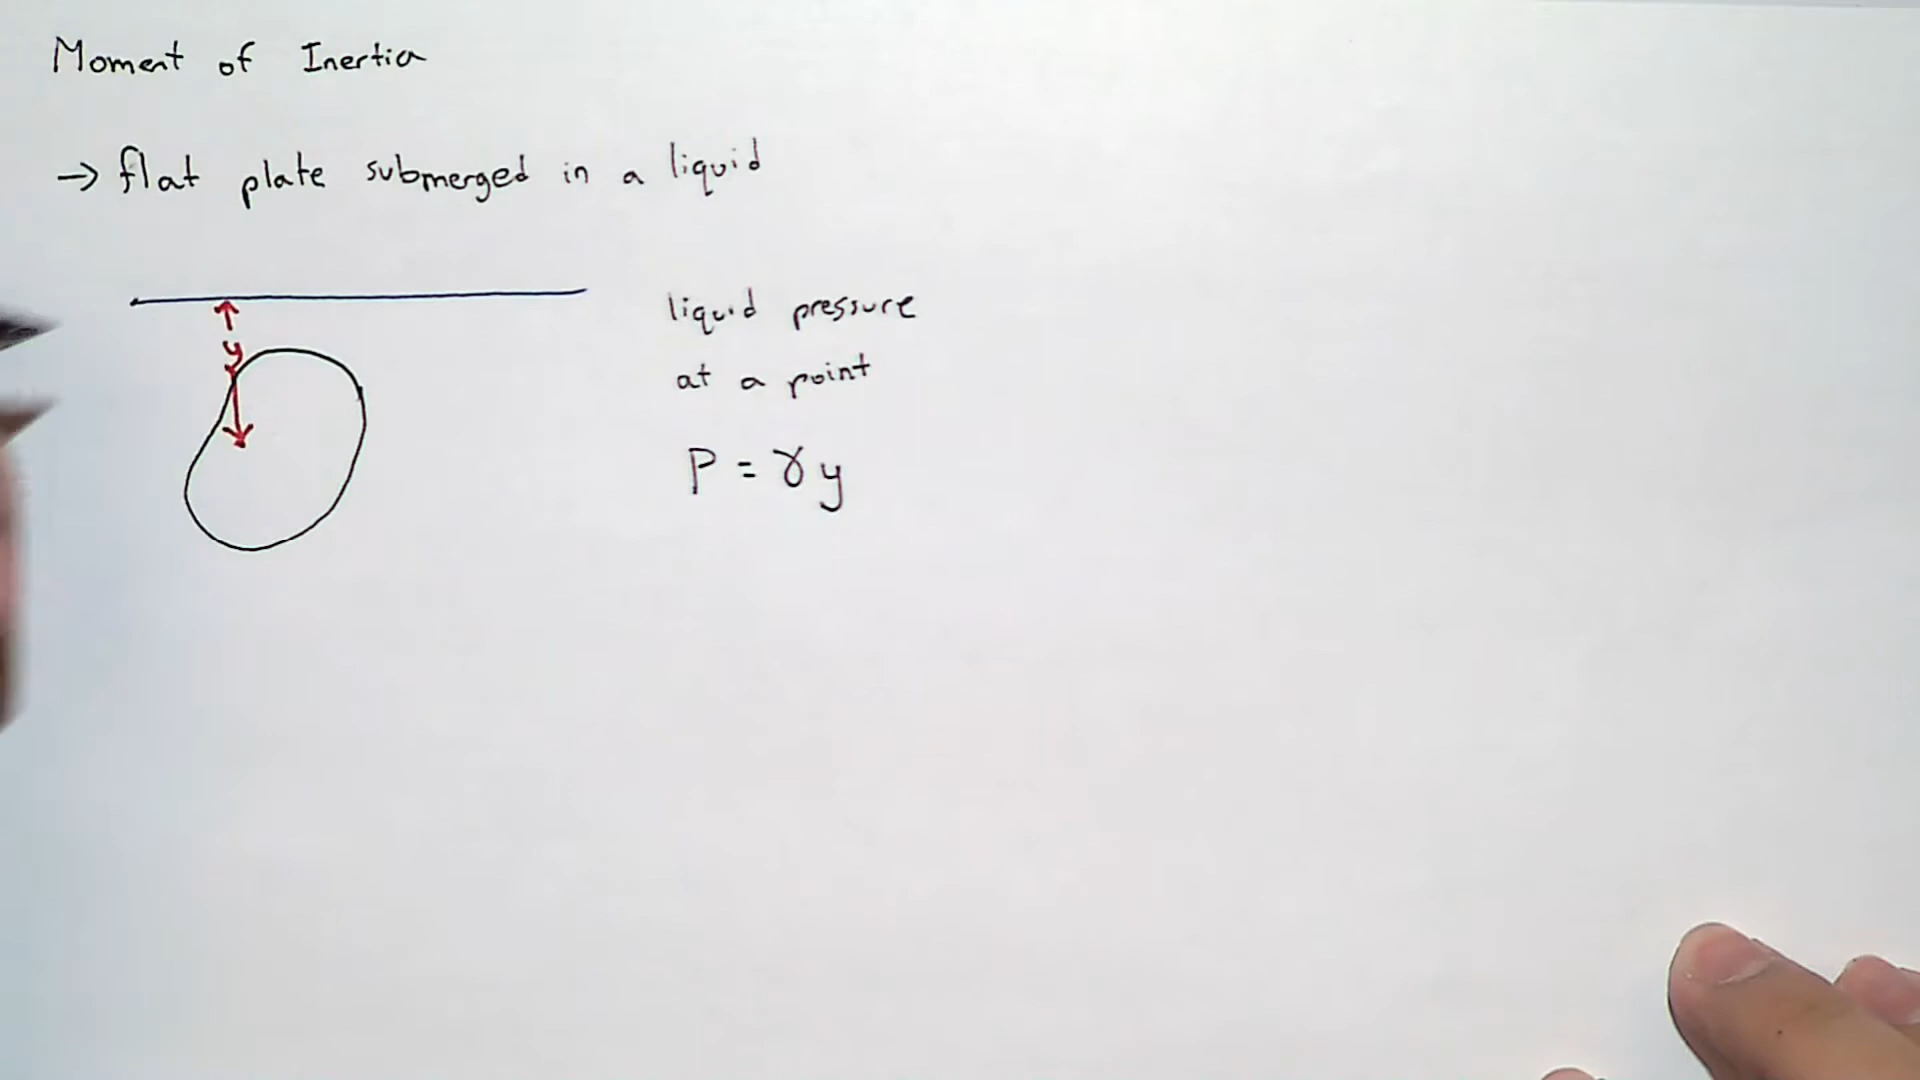 Moment of Inertia
→ flat plate submerged in a liquid
y
liquid pressure
at a point
P = γy